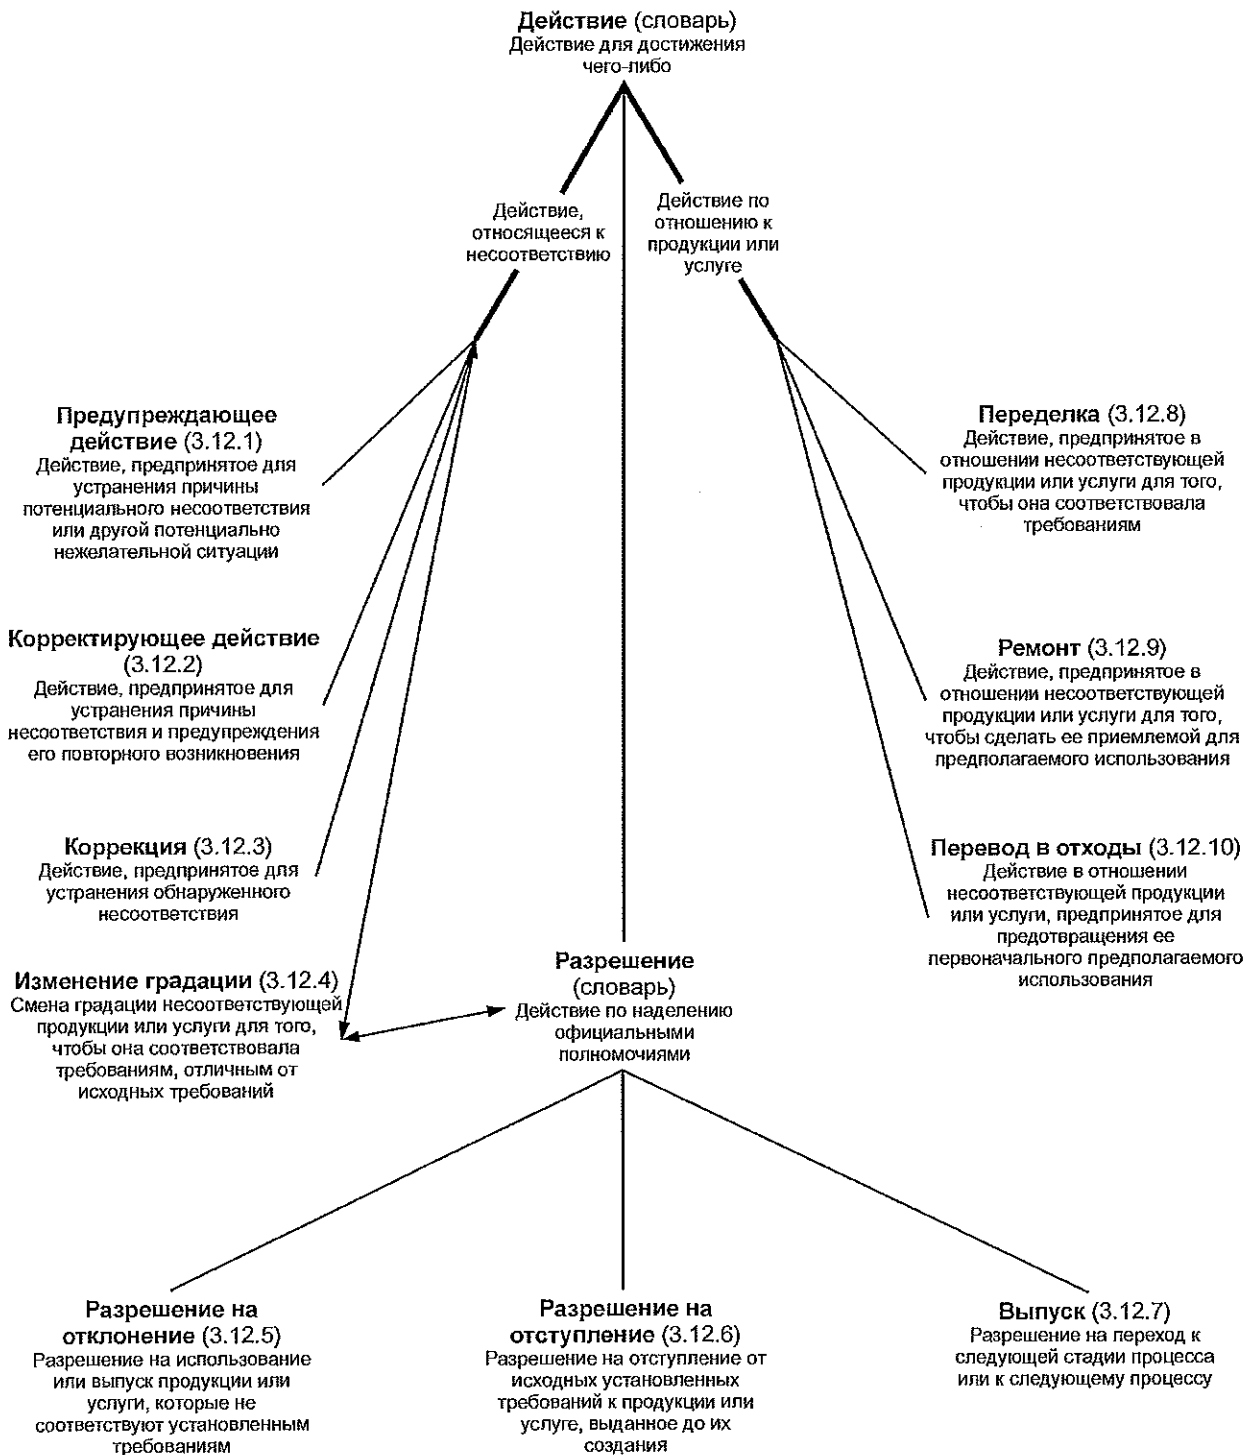 Действие (словарь)
Действие для достижения
чего-либо
Действие,
относящееся к
несоответствию
Действие по
отношению к
продукции или
услуге
Предупреждающее
действие (3.12.1)
Действие, предпринятое для
устранения причины
потенциального несоответствия
или другой потенциально
нежелательной ситуации
Переделка (3.12.8)
Действие, предпринятое в
отношении несоответствующей
продукции или услуги для того,
чтобы она соответствовала
требованиям
Корректирующее действие
(3.12.2)
Действие, предпринятое для
устранения причины
несоответствия и предупреждения
его повторного возникновения
Ремонт (3.12.9)
Действие, предпринятое в
отношении несоответствующей
продукции или услуги для того,
чтобы сделать ее приемлемой для
предполагаемого использования
Коррекция (3.12.3)
Действие, предпринятое для
устранения обнаруженного
несоответствия
Перевод в отходы (3.12.10)
Действие в отношении
несоответствующей продукции
или услуги, предпринятое для
предотвращения ее
первоначального предполагаемого
использования
Изменение градации (3.12.4)
Смена градации несоответствующей
продукции или услуги для того,
чтобы она соответствовала
требованиям, отличным от
исходных требований
Разрешение
(словарь)
Действие по наделению
официальными
полномочиями
Разрешение на
отклонение (3.12.5)
Разрешение на использование
или выпуск продукции или
услуги, которые не
соответствуют установленным
требованиям
Разрешение на
отступление (3.12.6)
Разрешение на отступление от
исходных установленных
требований к продукции или
услуге, выданное до их
создания
Выпуск (3.12.7)
Разрешение на переход к
следующей стадии процесса
или к следующему процессу